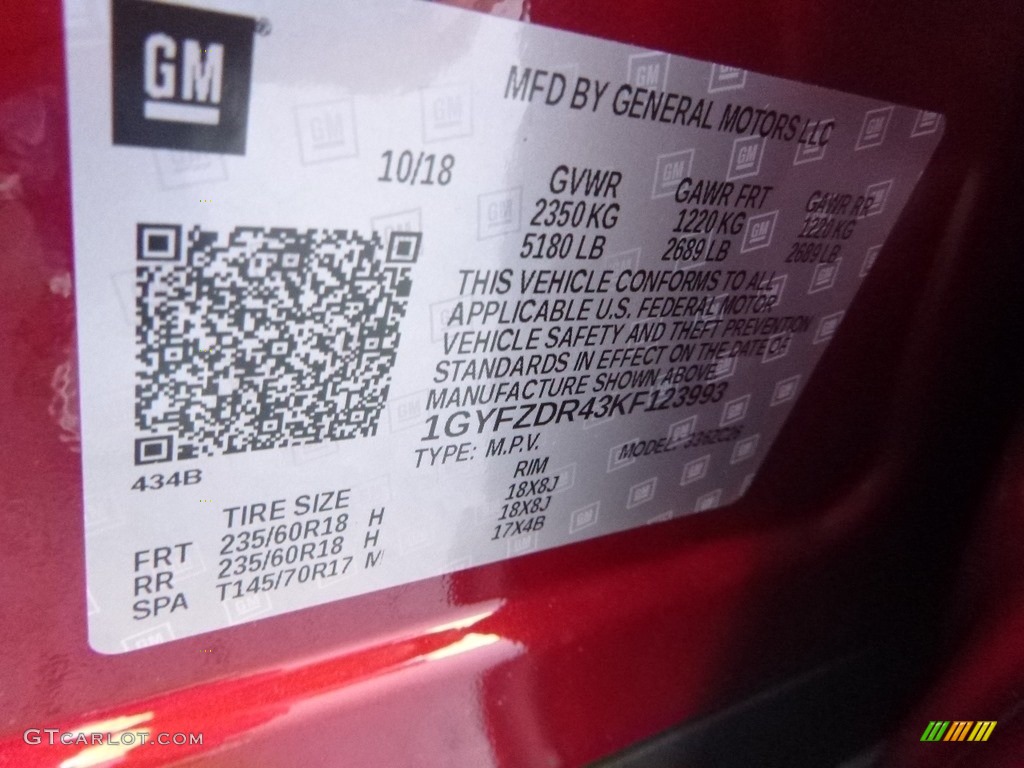 GM®
MFD BY GENERAL MOTORS LLC
10/18
GVWR GAWR FRT GAWR RR
2350 KG 1220 KG 1220 KG
5180 LB 2689 LB 2689 LB
THIS VEHICLE CONFORMS TO ALL
APPLICABLE U.S. FEDERAL MOTOR
VEHICLE SAFETY AND THEFT PREVENTION
STANDARDS IN EFFECT ON THE DATE OF
MANUFACTURE SHOWN ABOVE.
1GYFZDR43KF123993
TYPE: M.P.V. MODEL:
434B
TIRE SIZE RIM
FRT 235/60R18 H 18X8J
RR 235/60R18 H 18X8J
SPA T145/70R17 M 17X4B
GTCARLOT.COM